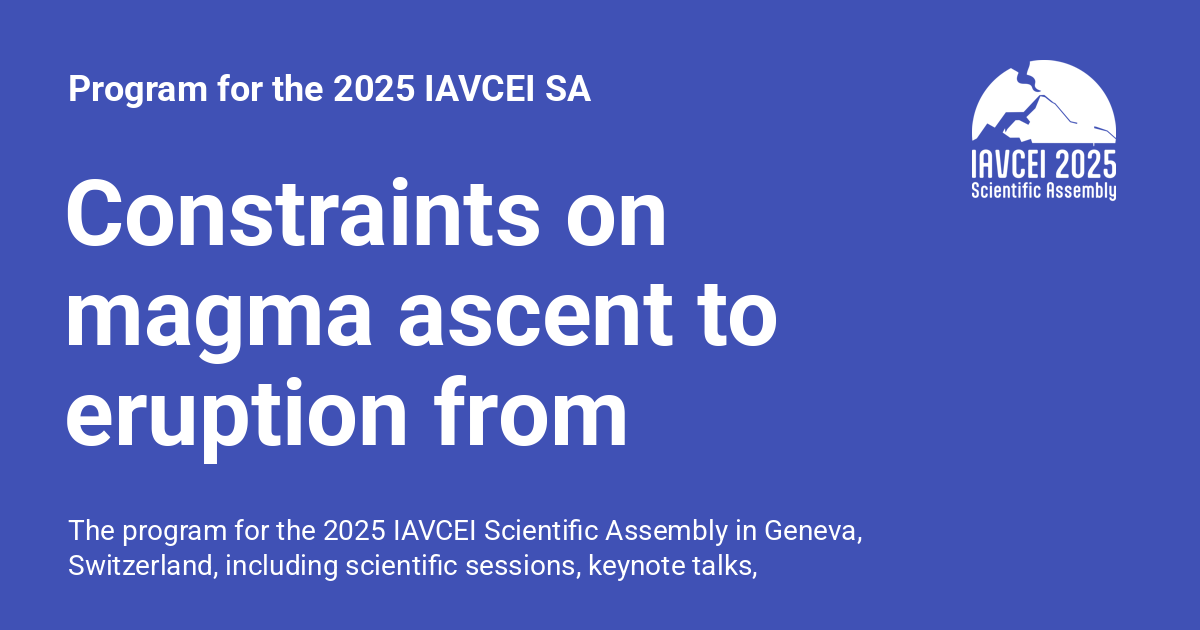 Program for the 2025 IAVCEI SA
IAVCEI 2025
Scientific Assembly
Constraints on
magma ascent to
eruption from
The program for the 2025 IAVCEI Scientific Assembly in Geneva,
Switzerland, including scientific sessions, keynote talks,